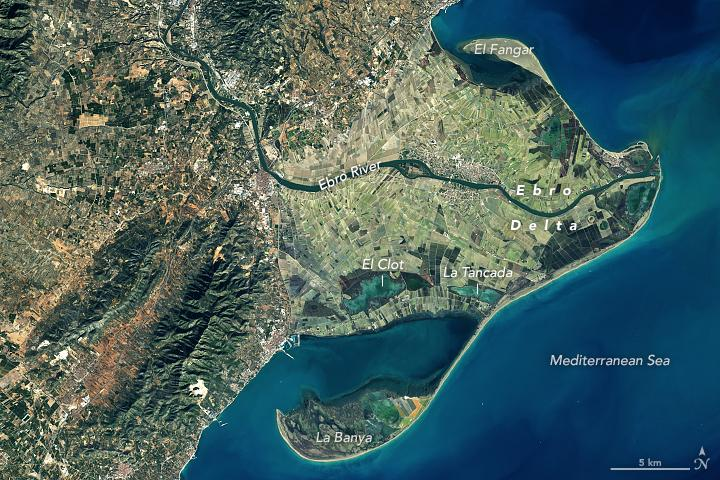 El Fangar
Ebro River
Ebro
Delta
El Clot
La Tancada
Mediterranean Sea
La Banya
5 km
N